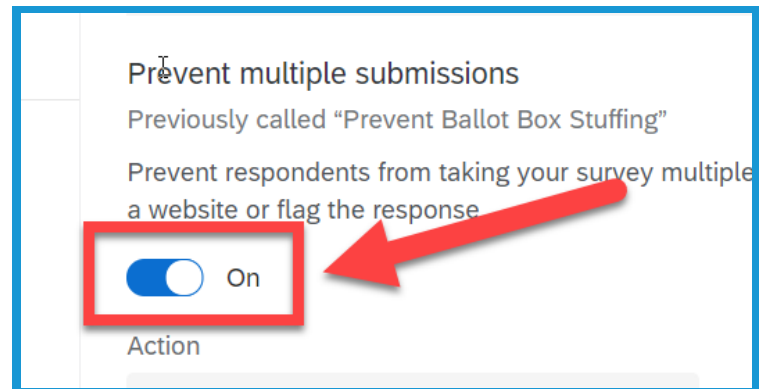 Prevent multiple submissions
Previously called “Prevent Ballot Box Stuffing”
Prevent respondents from taking your survey multiple
a website or flag the response
On
Action